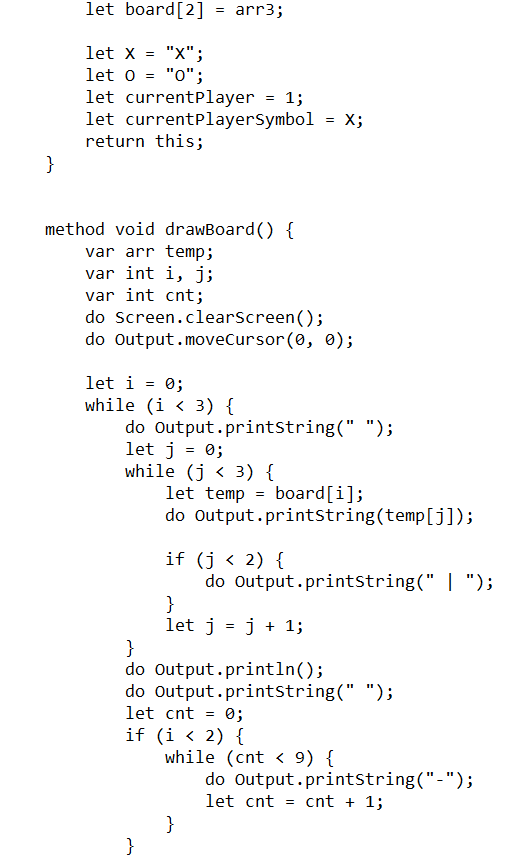 let board[2] = arr3;
let X = "X";
let O = "O";
let currentPlayer = 1;
let currentPlayerSymbol = X;
return this;
}
method void drawBoard() {
var arr temp;
var int i, j;
var int cnt;
do Screen.clearScreen();
do Output.moveCursor(0, 0);
let i = 0;
while (i < 3) {
do Output.printString(" ");
let j = 0;
while (j < 3) {
let temp = board[i];
do Output.printString(temp[j]);
if (j < 2) {
do Output.printString(" | ");
}
let j = j + 1;
}
do Output.println();
do Output.printString(" ");
let cnt = 0;
if (i < 2) {
while (cnt < 9) {
do Output.printString("-");
let cnt = cnt + 1;
}
}